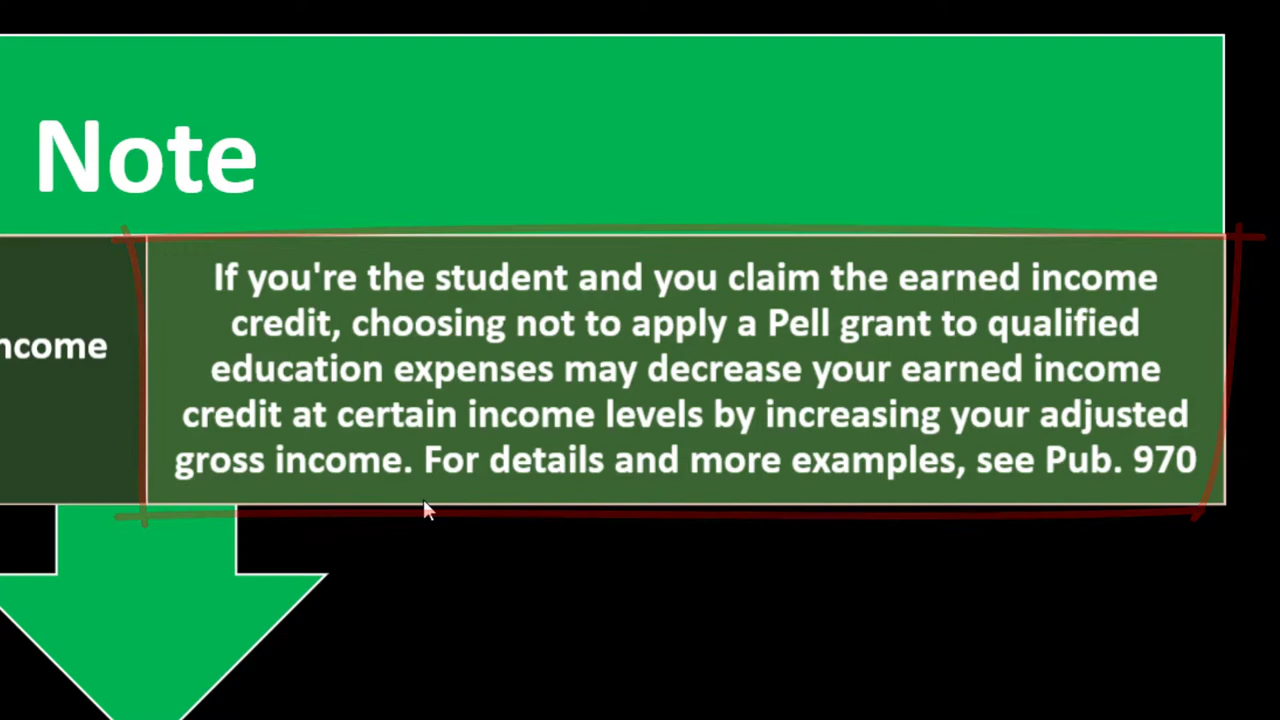 Note
ncome
If you're the student and you claim the earned income
credit, choosing not to apply a Pell grant to qualified
education expenses may decrease your earned income
credit at certain income levels by increasing your adjusted
gross income. For details and more examples, see Pub. 970